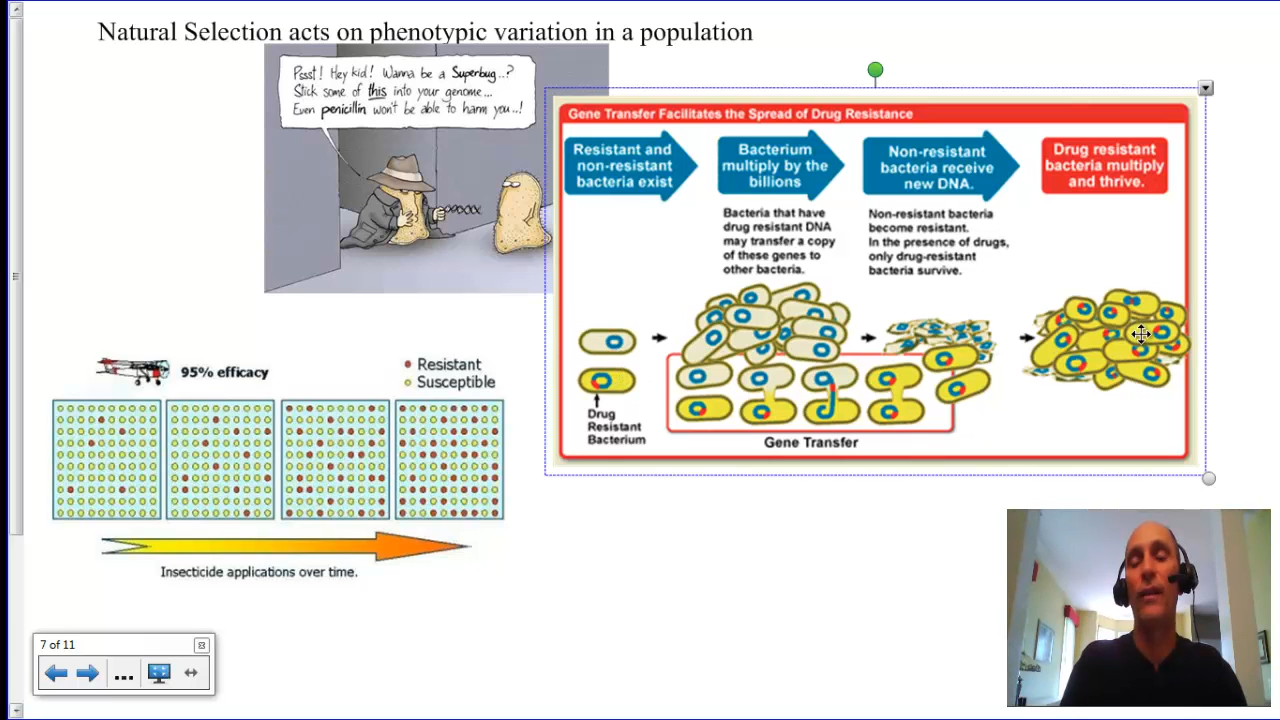 Natural Selection acts on phenotypic variation in a population
Pssst! Hey kid! Wanna be a Superbug..?
Stick some of this into your genome...
Even penicillin won't be able to harm you..!
Gene Transfer Facilitates the Spread of Drug Resistance
Resistant and
non-resistant
bacteria exist
Bacterium
multiply by the
billions
Non-resistant
bacteria receive
new DNA.
Drug resistant
bacteria multiply
and thrive.
Bacteria that have
drug resistant DNA
may transfer a copy
of these genes to
other bacteria.
Non-resistant bacteria
become resistant.
In the presence of drugs,
only drug-resistant
bacteria survive.
Drug
Resistant
Bacterium
Gene Transfer
95% efficacy
Resistant
Susceptible
Insecticide applications over time.
7 of 11
...